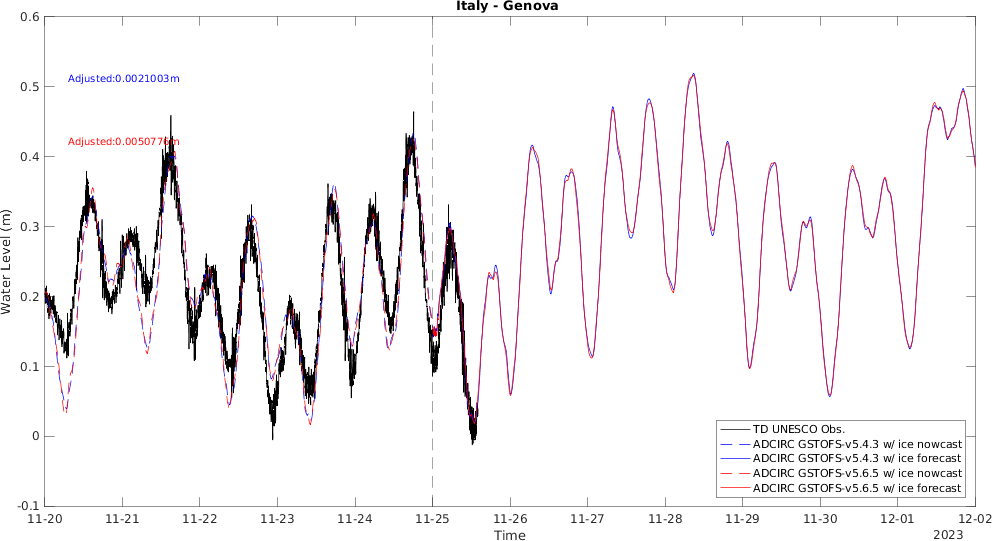 Italy - Genova
0.6
0.5
0.4
0.3
0.2
0.1
0
-0.1
Water Level (m)
Adjusted:0.0021003m
Adjusted:0.0050776m
TD UNESCO Obs.
ADCIRC GSTOFS-v5.4.3 w/ ice nowcast
ADCIRC GSTOFS-v5.4.3 w/ ice forecast
ADCIRC GSTOFS-v5.6.5 w/ ice nowcast
ADCIRC GSTOFS-v5.6.5 w/ ice forecast
11-20 11-21 11-22 11-23 11-24 11-25 11-26 11-27 11-28 11-29 11-30 12-01 12-02
Time
2023